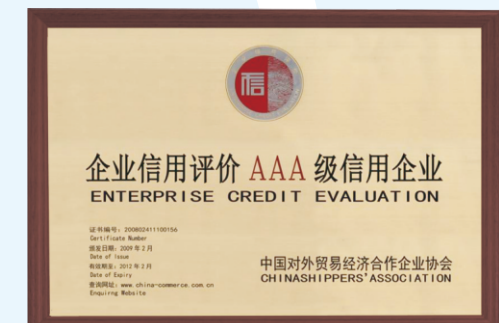 信
企业信用评价 AAA 级信用企业
ENTERPRISE CREDIT EVALUATION
证书编号：200802411100156
Certificate Number
颁发日期：2009 年 2 月
Date of Issue
有效期至：2012 年 2 月
Date of Expiry
查询网址：www.china-commerce.com.cn
Enquirng Website
中国对外贸易经济合作企业协会
CHINASHIPPERS'ASSOCIATION